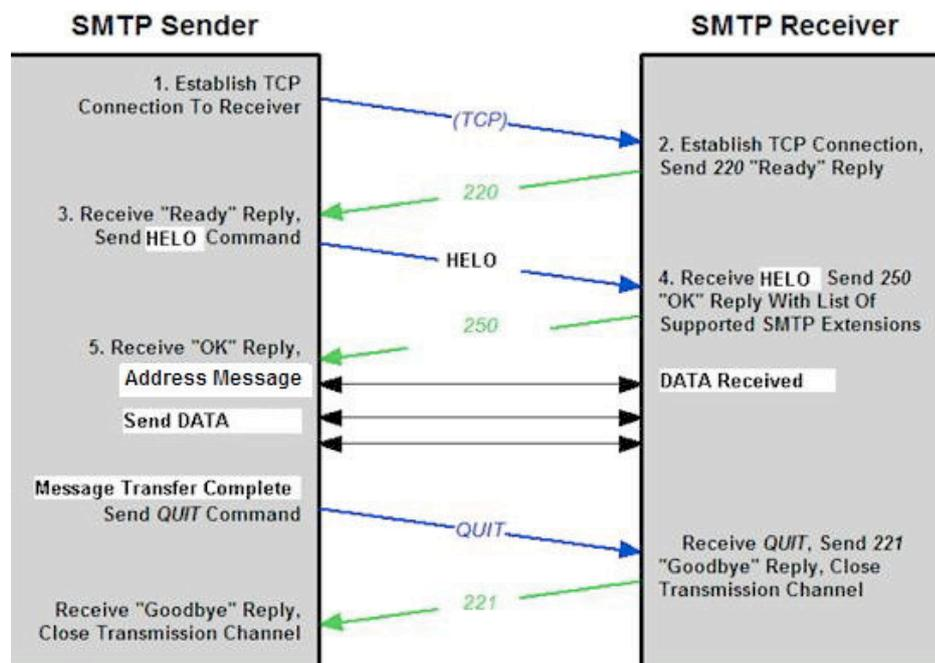 SMTP Sender
SMTP Receiver
1. Establish TCP
Connection To Receiver
(TCP)
2. Establish TCP Connection,
Send 220 "Ready" Reply
220
3. Receive "Ready" Reply,
Send HELO Command
HELO
4. Receive HELO Send 250
"OK" Reply With List Of
Supported SMTP Extensions
250
5. Receive "OK" Reply,
Address Message
DATA Received
Send DATA
Message Transfer Complete
Send QUIT Command
QUIT
Receive QUIT, Send 221
"Goodbye" Reply, Close
Transmission Channel
221
Receive "Goodbye" Reply,
Close Transmission Channel